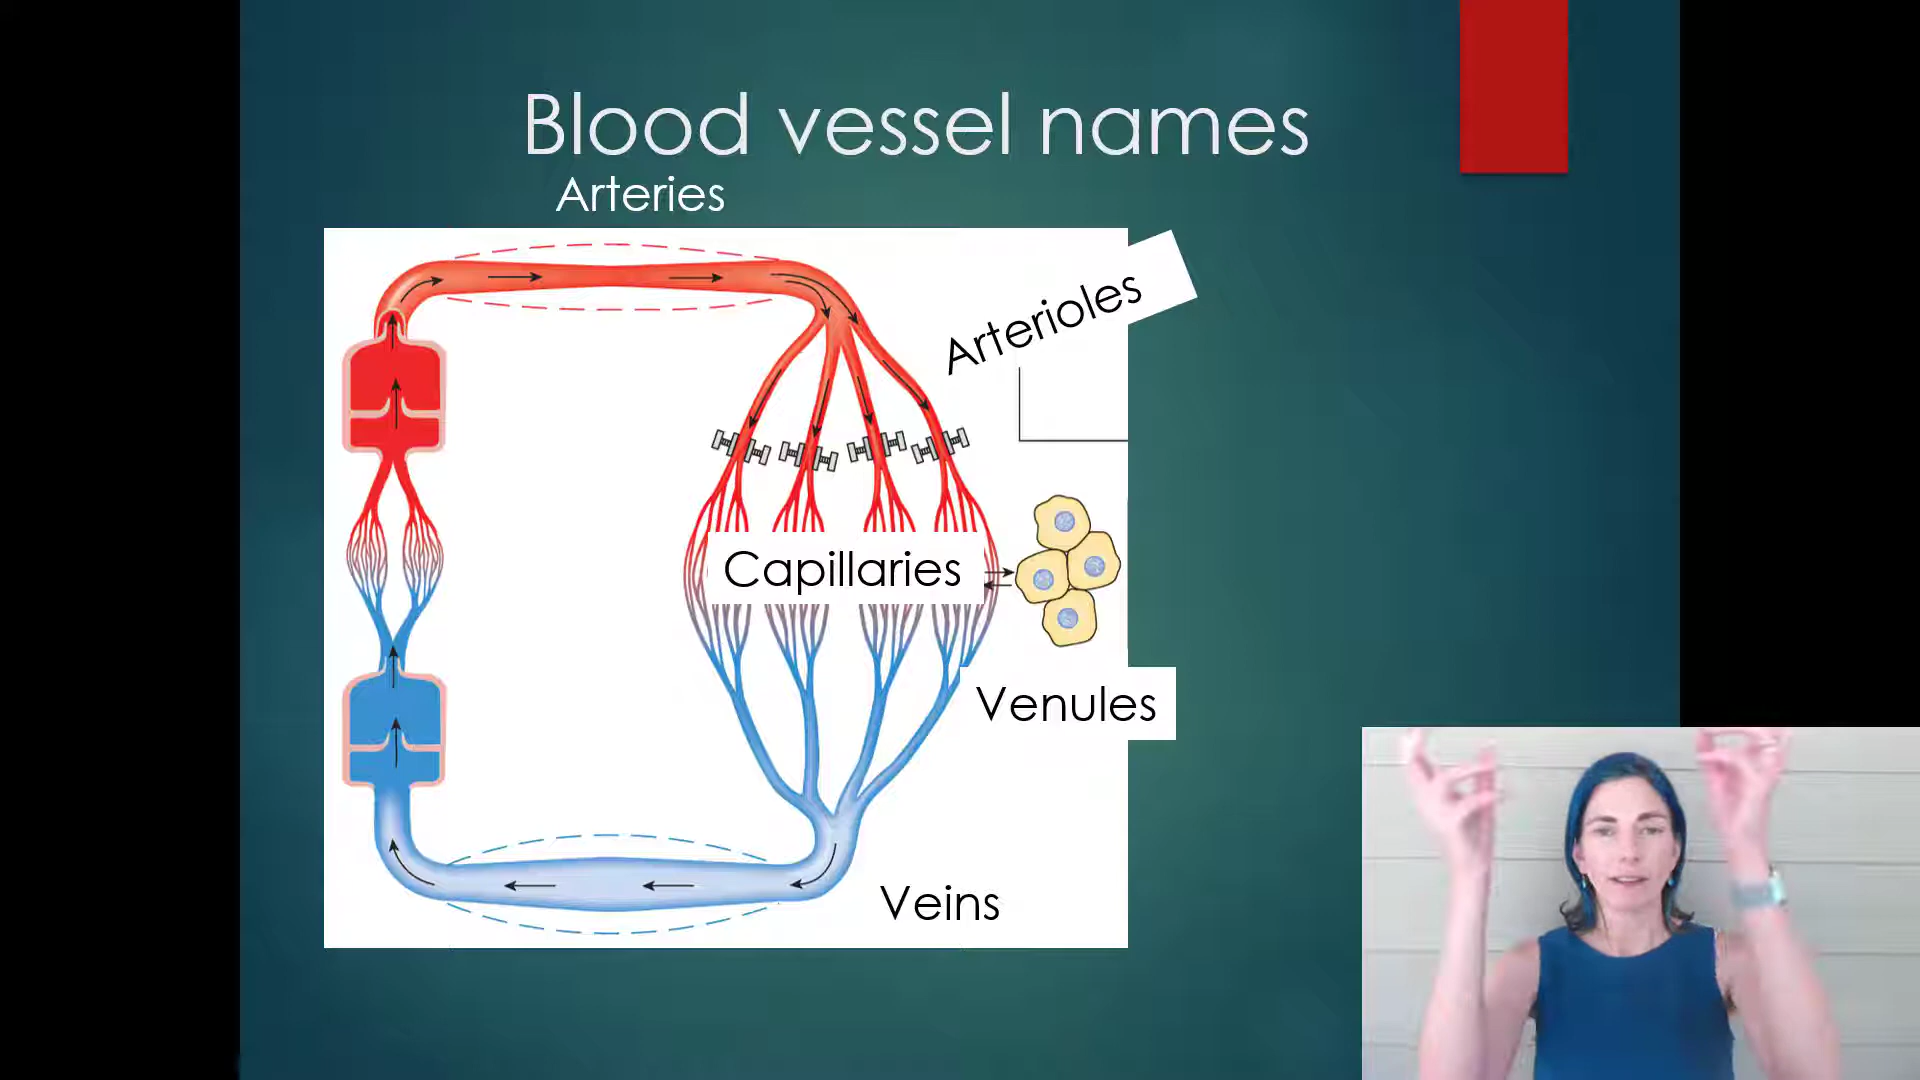 Blood vessel names
Arteries
Arterioles
Capillaries
Venules
Veins